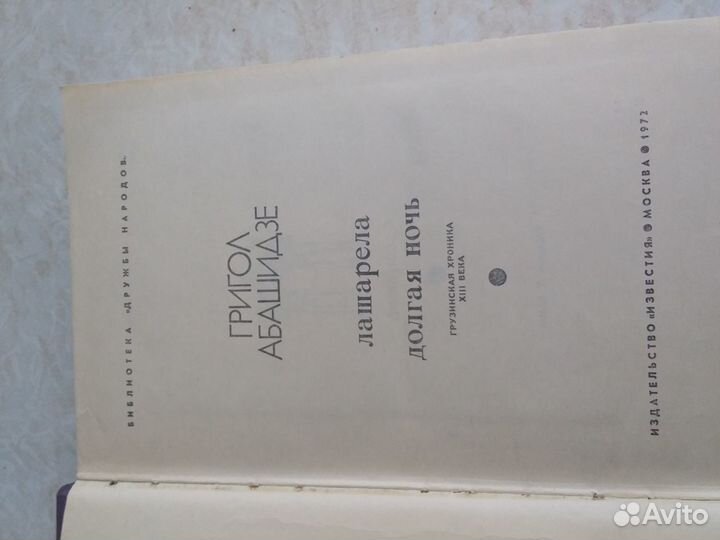 БИБЛИОТЕКА «ДРУЖБЫ НАРОДОВ»
ГРИГОЛ
АБАШИДЗЕ
лашарела
долгая ночь
ГРУЗИНСКАЯ ХРОНИКА
XIII ВЕКА
ИЗДАТЕЛЬСТВО «ИЗВЕСТИЯ» МОСКВА 1972
Avito